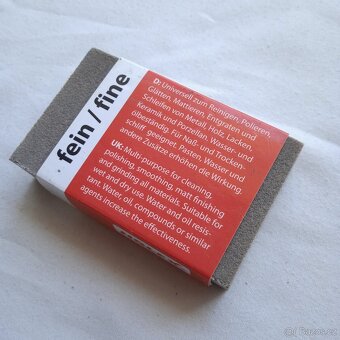 fein / fine
D: Universell zum Reinigen, Polieren,
Glätten, Mattieren, Entgraten und
Schleifen von Metall, Holz, Lacken,
Keramik und Porzellan. Wasser- und
ölbeständig. Für Naß- und Trocken-
schliff geeignet. Pasten, Wasser und
andere Zusätze erhöhen die Wirkung.
UK: Multi-purpose for cleaning,
polishing, smoothing, matt finishing
and grinding all materials. Suitable for
wet and dry use. Water and oil resis-
tant. Water, oil, compounds or similar
agents increase the effectiveness.